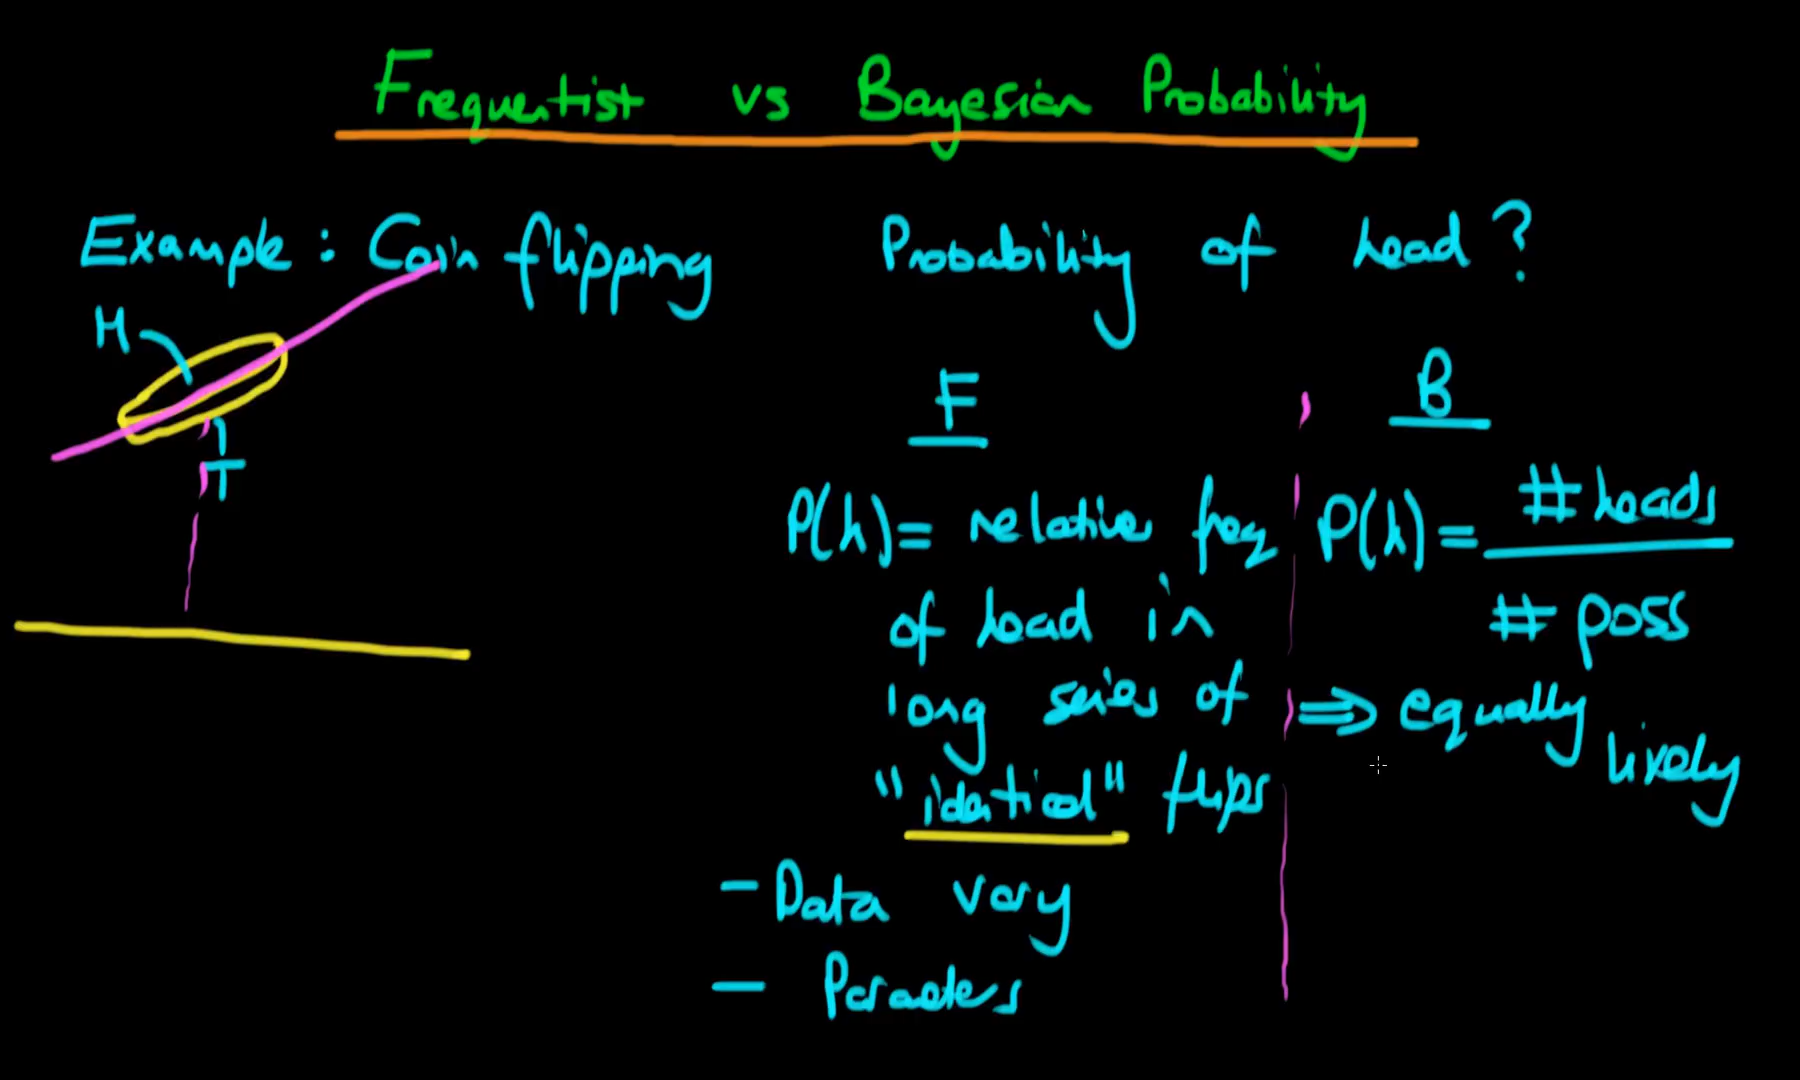 Frequentist vs Bayesian Probability
Example: Coin flipping
H
T
Probability of head?
F
P(h) = relative freq
of head in
long series of
"identical" flips
- Data vary
- Parameters
B
P(h) = # heads
# poss
⇒ equally
likely